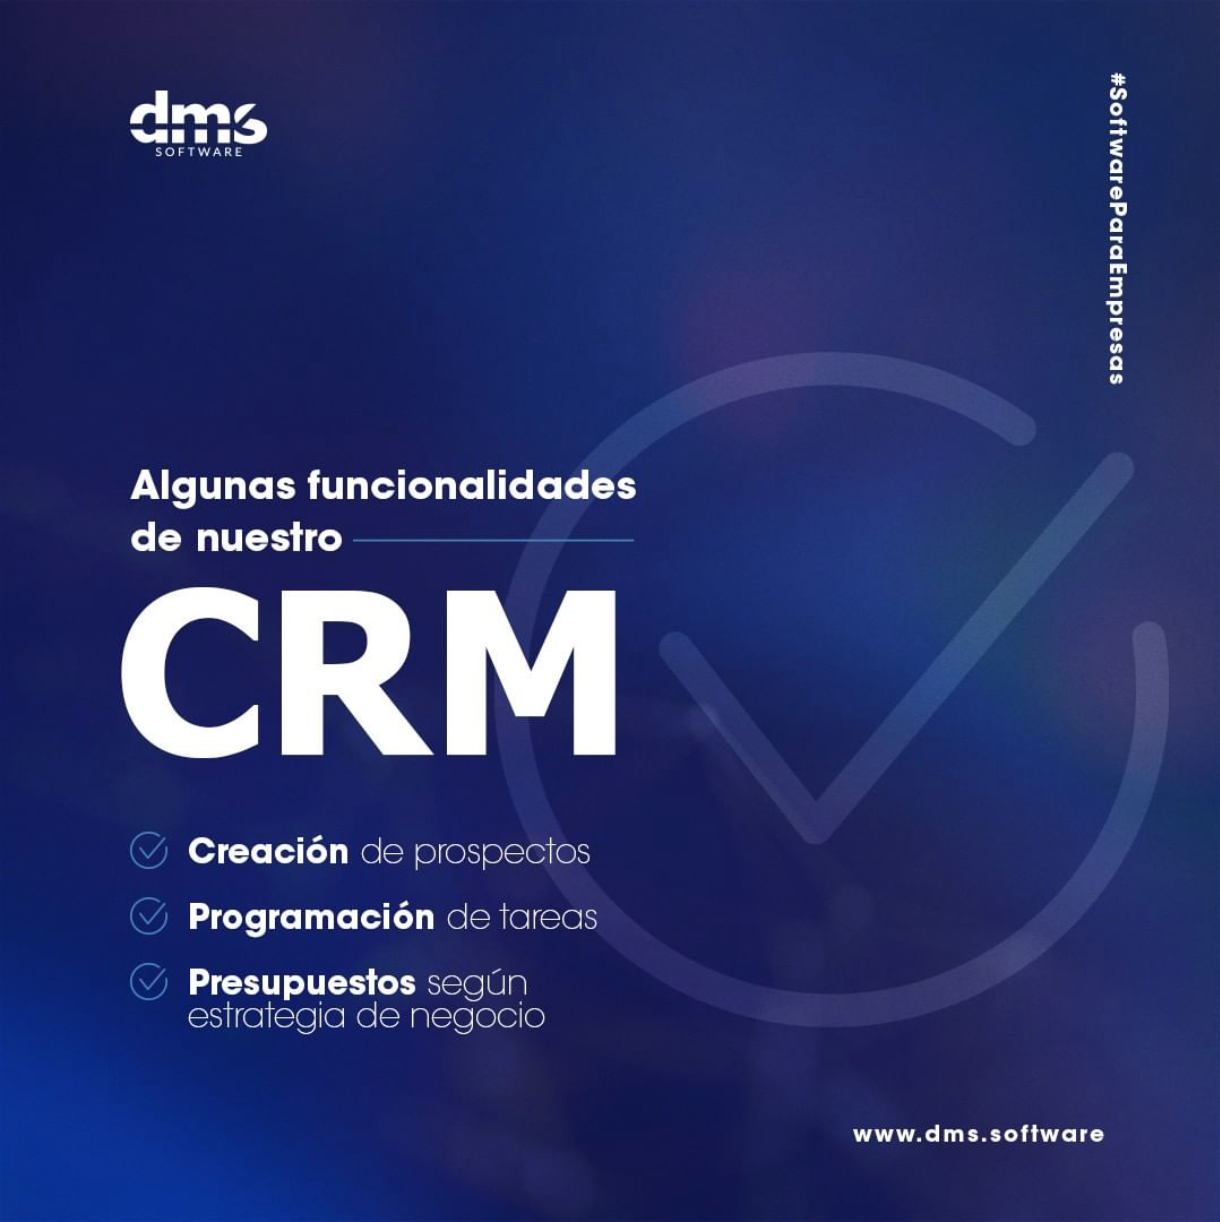 dms
SOFTWARE
#SoftwareParaEmpresas
Algunas funcionalidades
de nuestro
CRM
Creación de prospectos
Programación de tareas
Presupuestos según
estrategia de negocio
www.dms.software